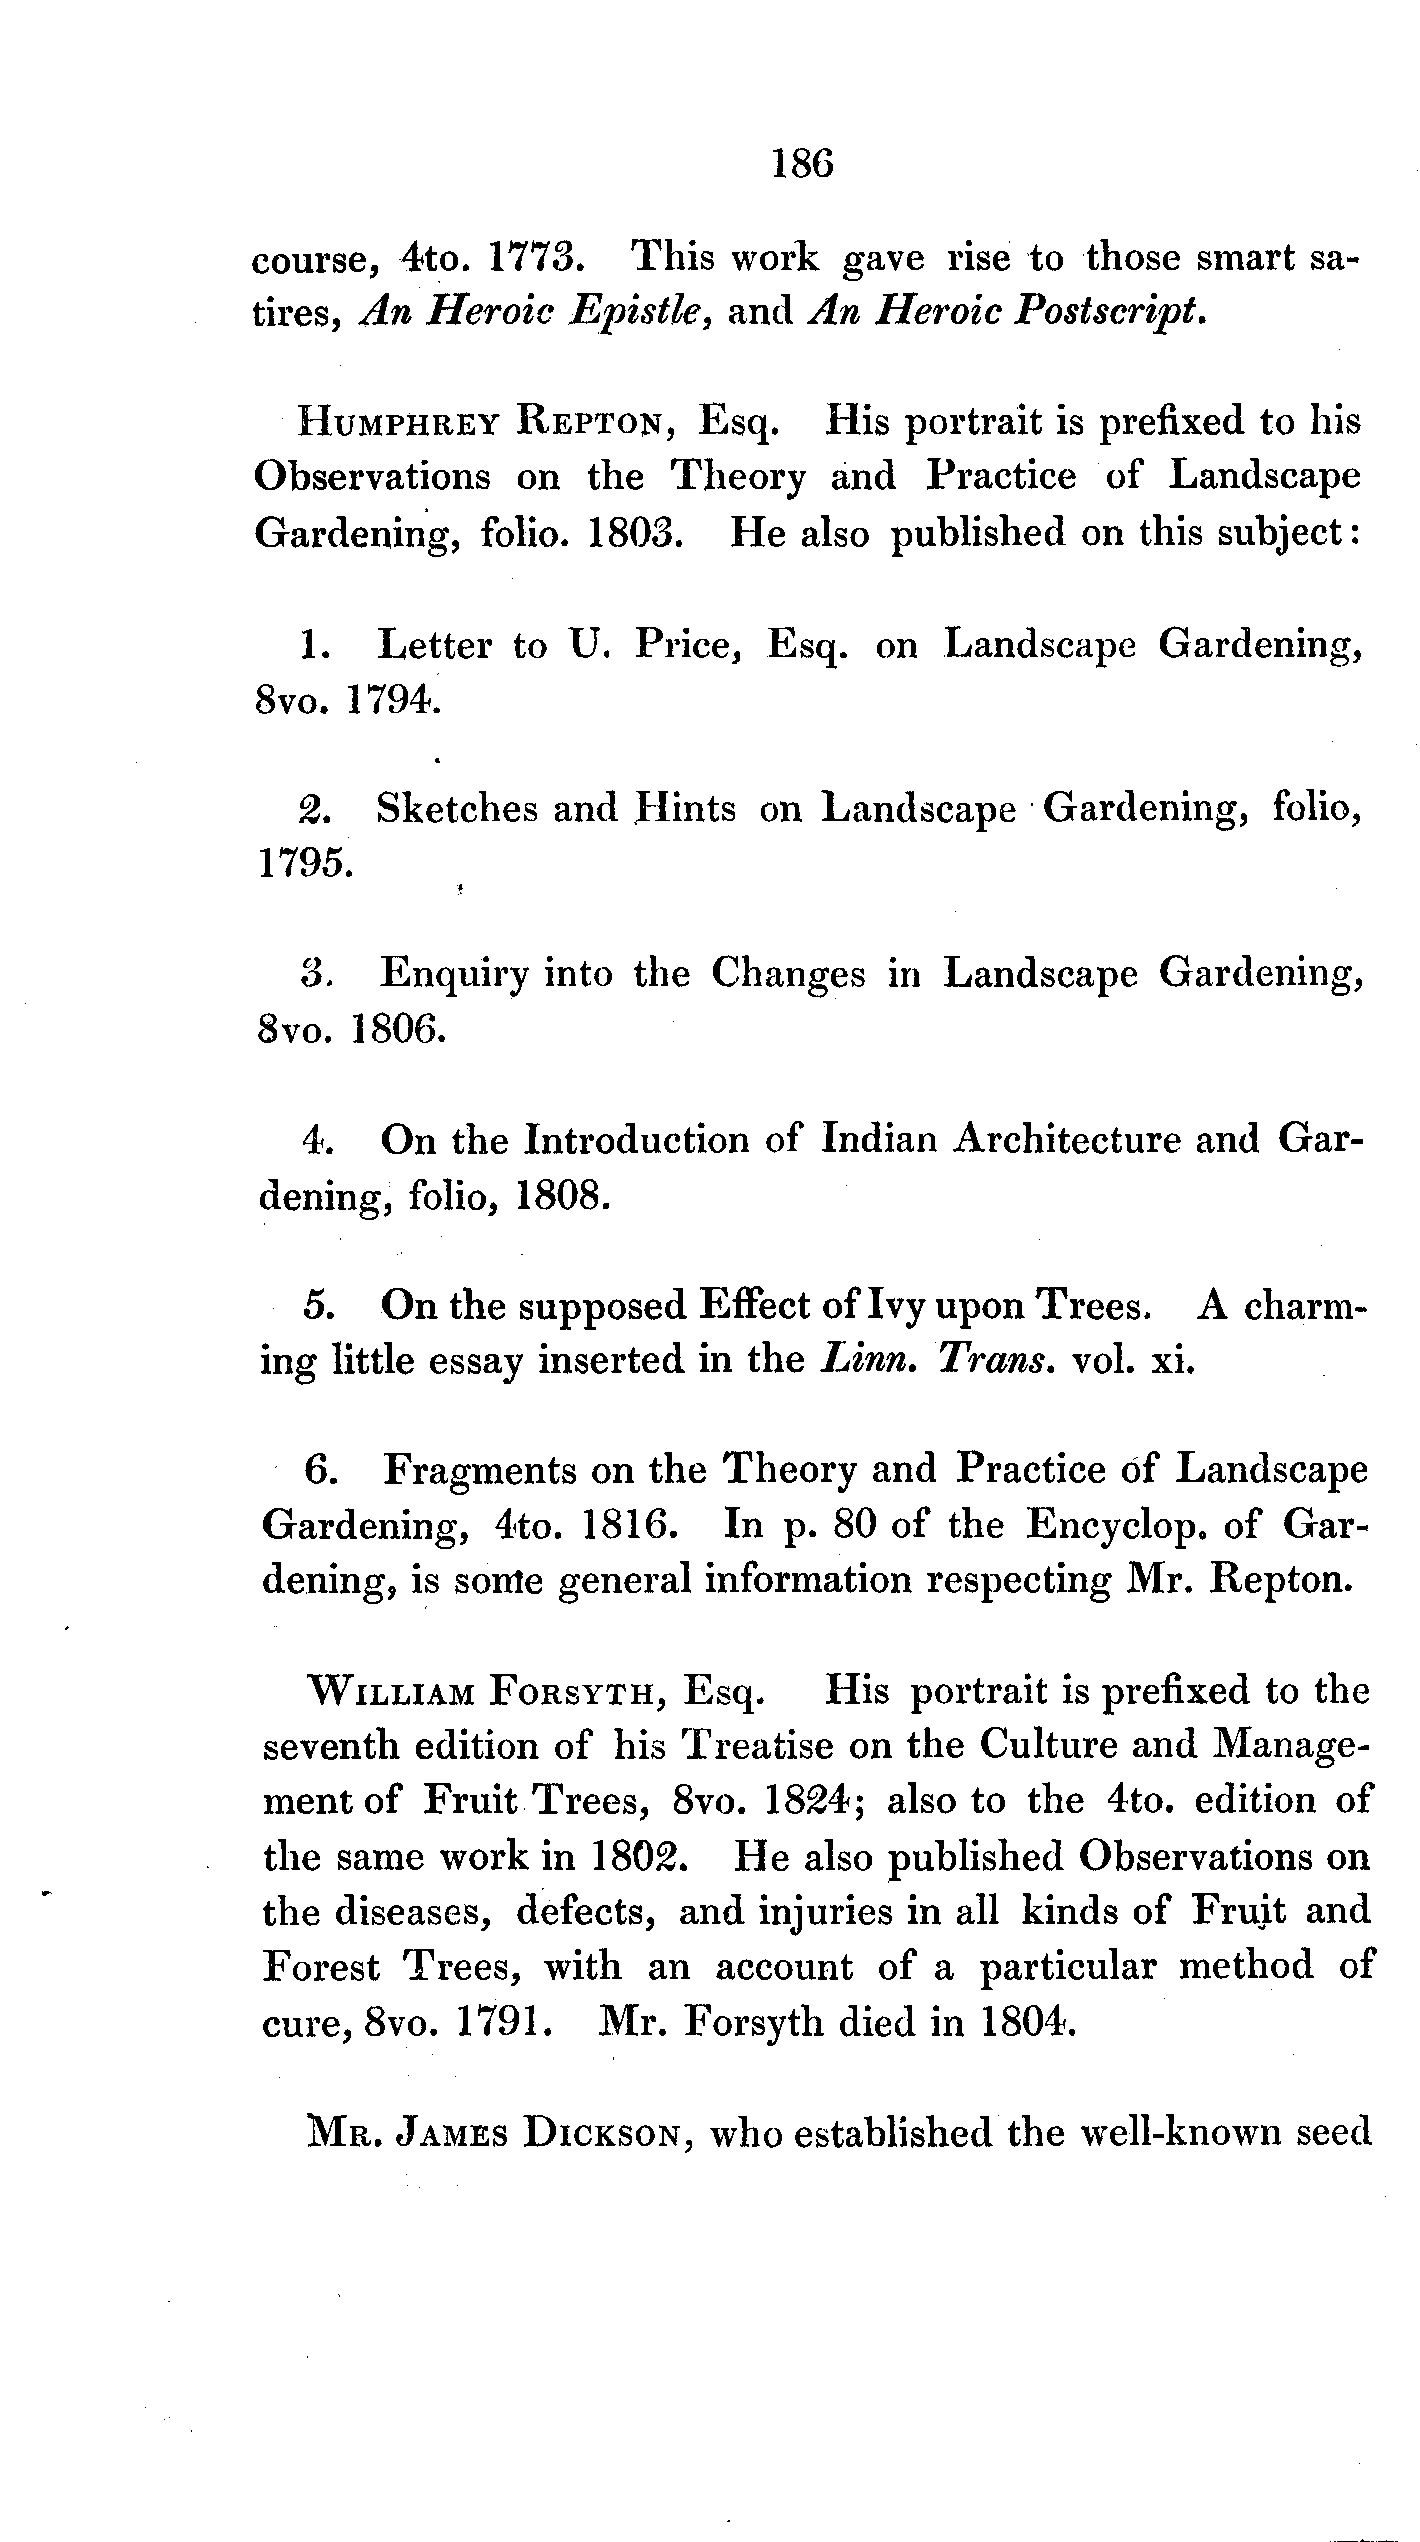 186
course, 4to. 1773. This work gave rise to those smart sa-
tires, An Heroic Epistle, and An Heroic Postscript.
HUMPHREY REPTON, Esq. His portrait is prefixed to his
Observations on the Theory and Practice of Landscape
Gardening, folio. 1803. He also published on this subject:
1. Letter to U. Price, Esq. on Landscape Gardening,
8vo. 1794.
2. Sketches and Hints on Landscape Gardening, folio,
1795.
3. Enquiry into the Changes in Landscape Gardening,
8vo. 1806.
4. On the Introduction of Indian Architecture and Gar-
dening, folio, 1808.
5. On the supposed Effect of Ivy upon Trees. A charm-
ing little essay inserted in the Linn. Trans. vol. xi.
6. Fragments on the Theory and Practice of Landscape
Gardening, 4to. 1816. In p. 80 of the Encyclop. of Gar-
dening, is some general information respecting Mr. Repton.
WILLIAM FORSYTH, Esq. His portrait is prefixed to the
seventh edition of his Treatise on the Culture and Manage-
ment of Fruit Trees, 8vo. 1824; also to the 4to. edition of
the same work in 1802. He also published Observations on
the diseases, defects, and injuries in all kinds of Fruit and
Forest Trees, with an account of a particular method of
cure, 8vo. 1791. Mr. Forsyth died in 1804.
MR. JAMES DICKSON, who established the well-known seed